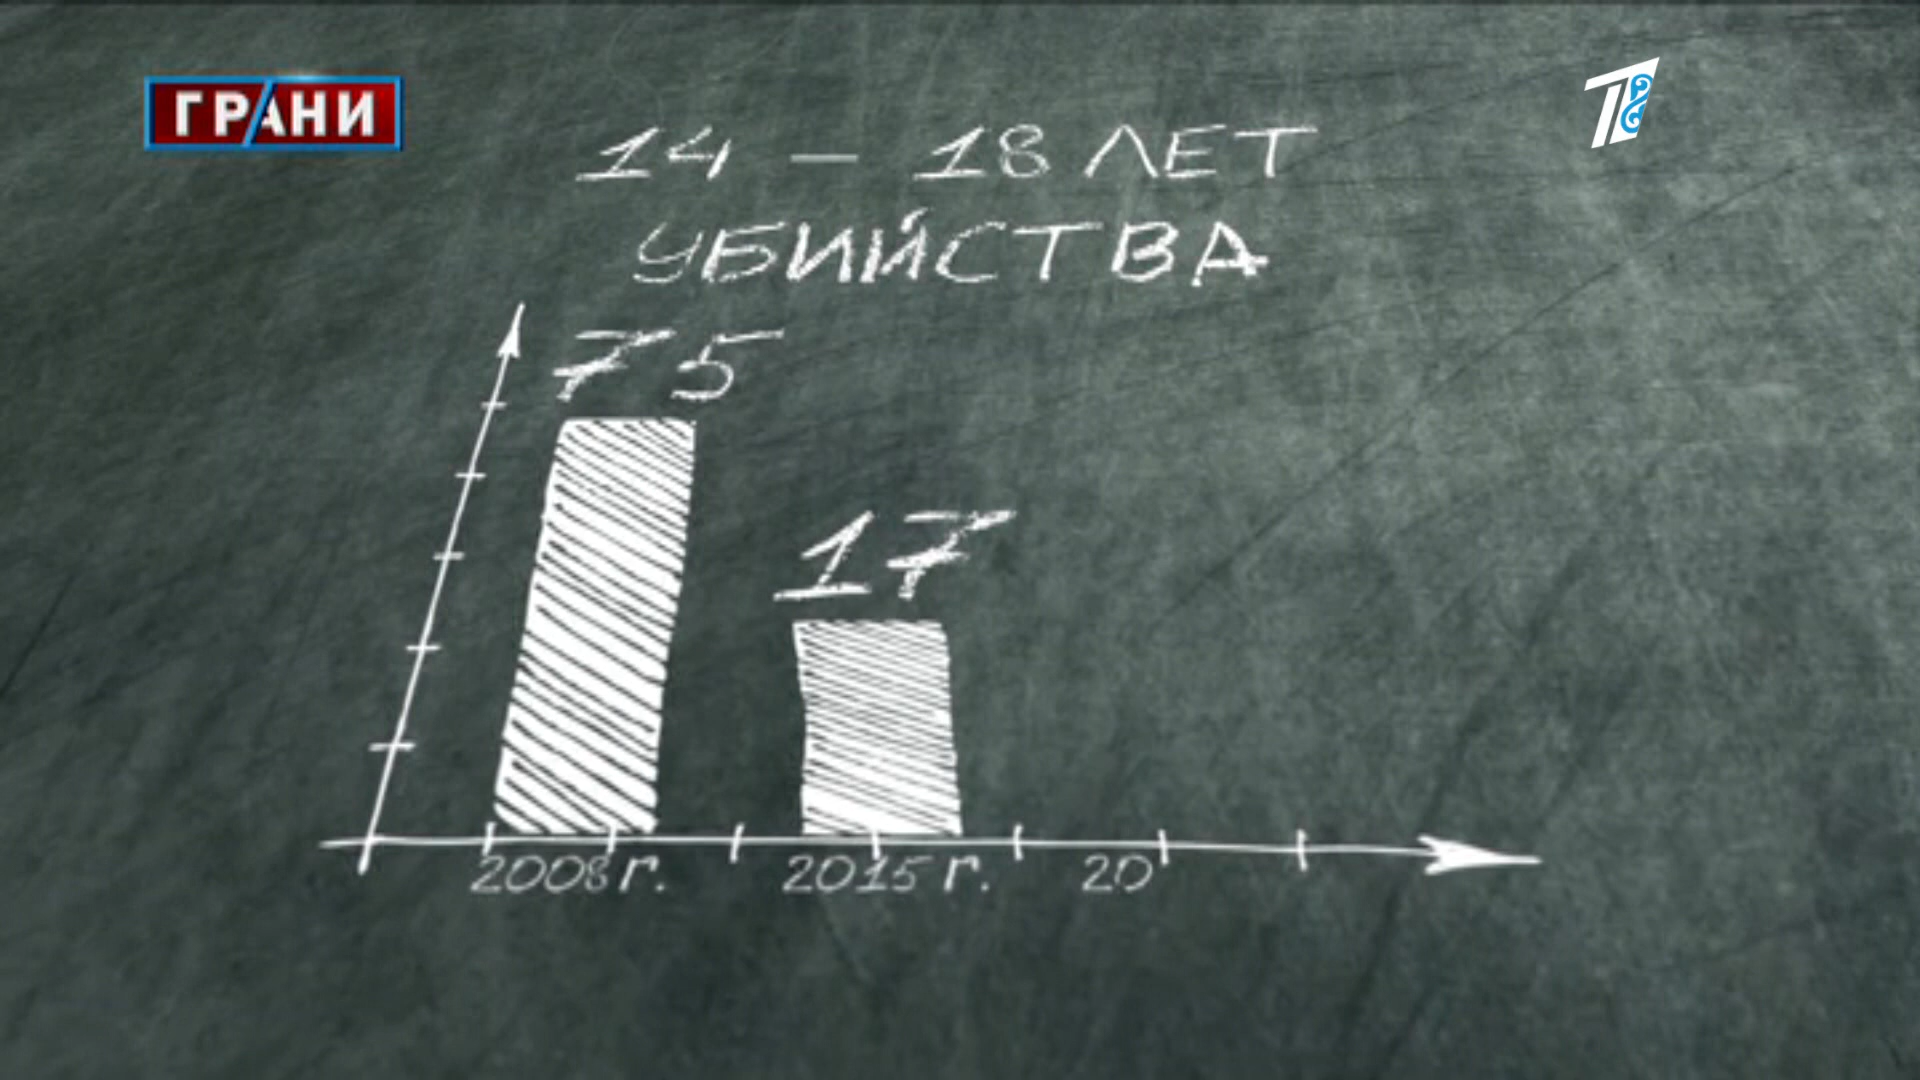 ГРАНИ
14 – 18 ЛЕТ
УБИЙСТВА
75
17
2008 г.
2015 г.
20